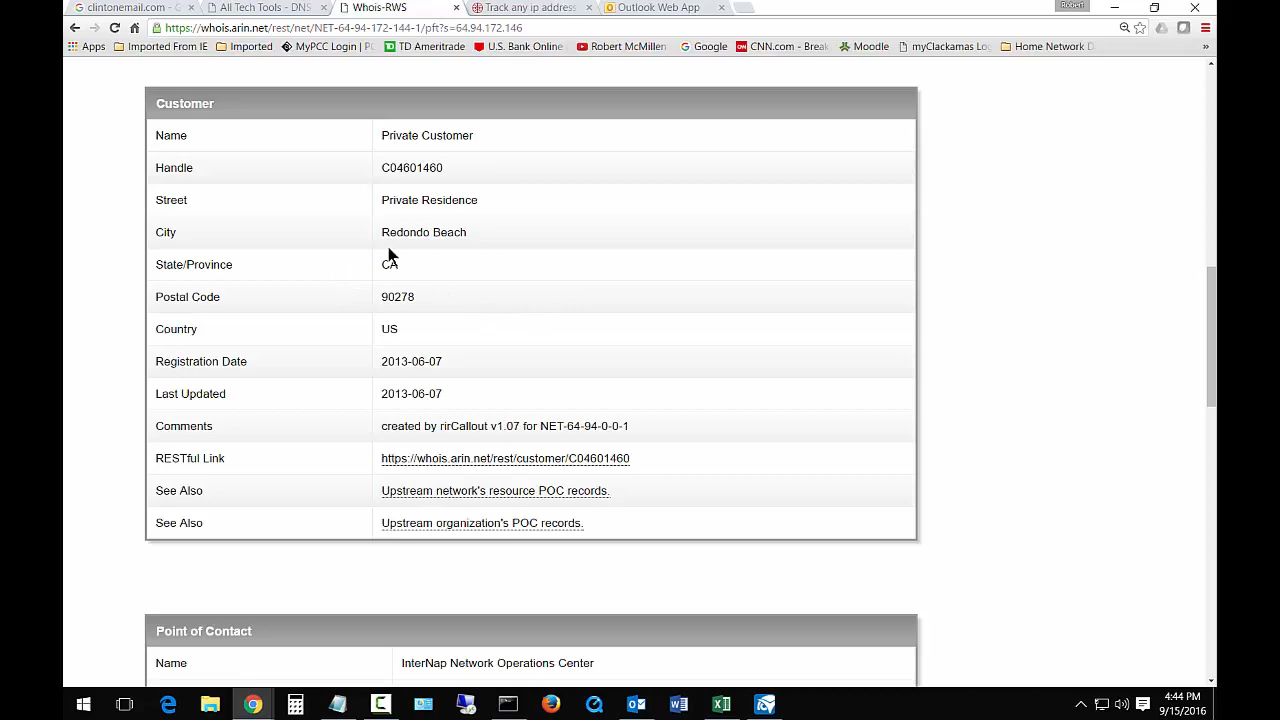 clintonemail.com - G
All Tech Tools - DNS
Whois-RWS
Track any ip address
Outlook Web App
Robert
https://whois.arin.net/rest/net/NET-64-94-172-144-1/pft?s=64.94.172.146
Apps
Imported From IE
Imported
MyPCC Login | P
TD Ameritrade
U.S. Bank Online
Robert McMillen
Google
CNN.com - Break
Moodle
myClackamas Log
Home Network D
»
Customer
Name Private Customer
Handle C04601460
Street Private Residence
City Redondo Beach
State/Province CA
Postal Code 90278
Country US
Registration Date 2013-06-07
Last Updated 2013-06-07
Comments created by rirCallout v1.07 for NET-64-94-0-0-1
RESTful Link https://whois.arin.net/rest/customer/C04601460
See Also Upstream network's resource POC records.
See Also Upstream organization's POC records.
Point of Contact
Name InterNap Network Operations Center
4:44 PM
9/15/2016